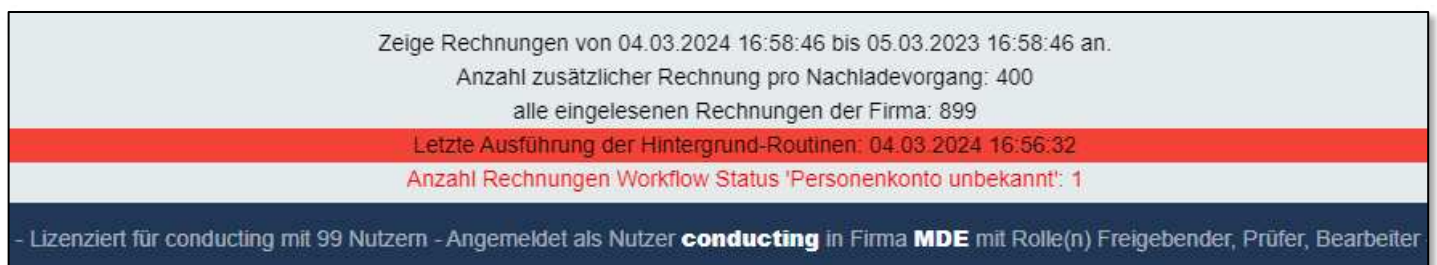 Zeige Rechnungen von 04.03.2024 16:58:46 bis 05.03.2023 16:58:46 an.
Anzahl zusätzlicher Rechnung pro Nachladevorgang: 400
alle eingelesenen Rechnungen der Firma: 899
Letzte Ausführung der Hintergrund-Routinen: 04.03.2024 16:56:32
Anzahl Rechnungen Workflow Status 'Personenkonto unbekannt': 1
- Lizenziert für conducting mit 99 Nutzern - Angemeldet als Nutzer conducting in Firma MDE mit Rolle(n) Freigebender, Prüfer, Bearbeiter